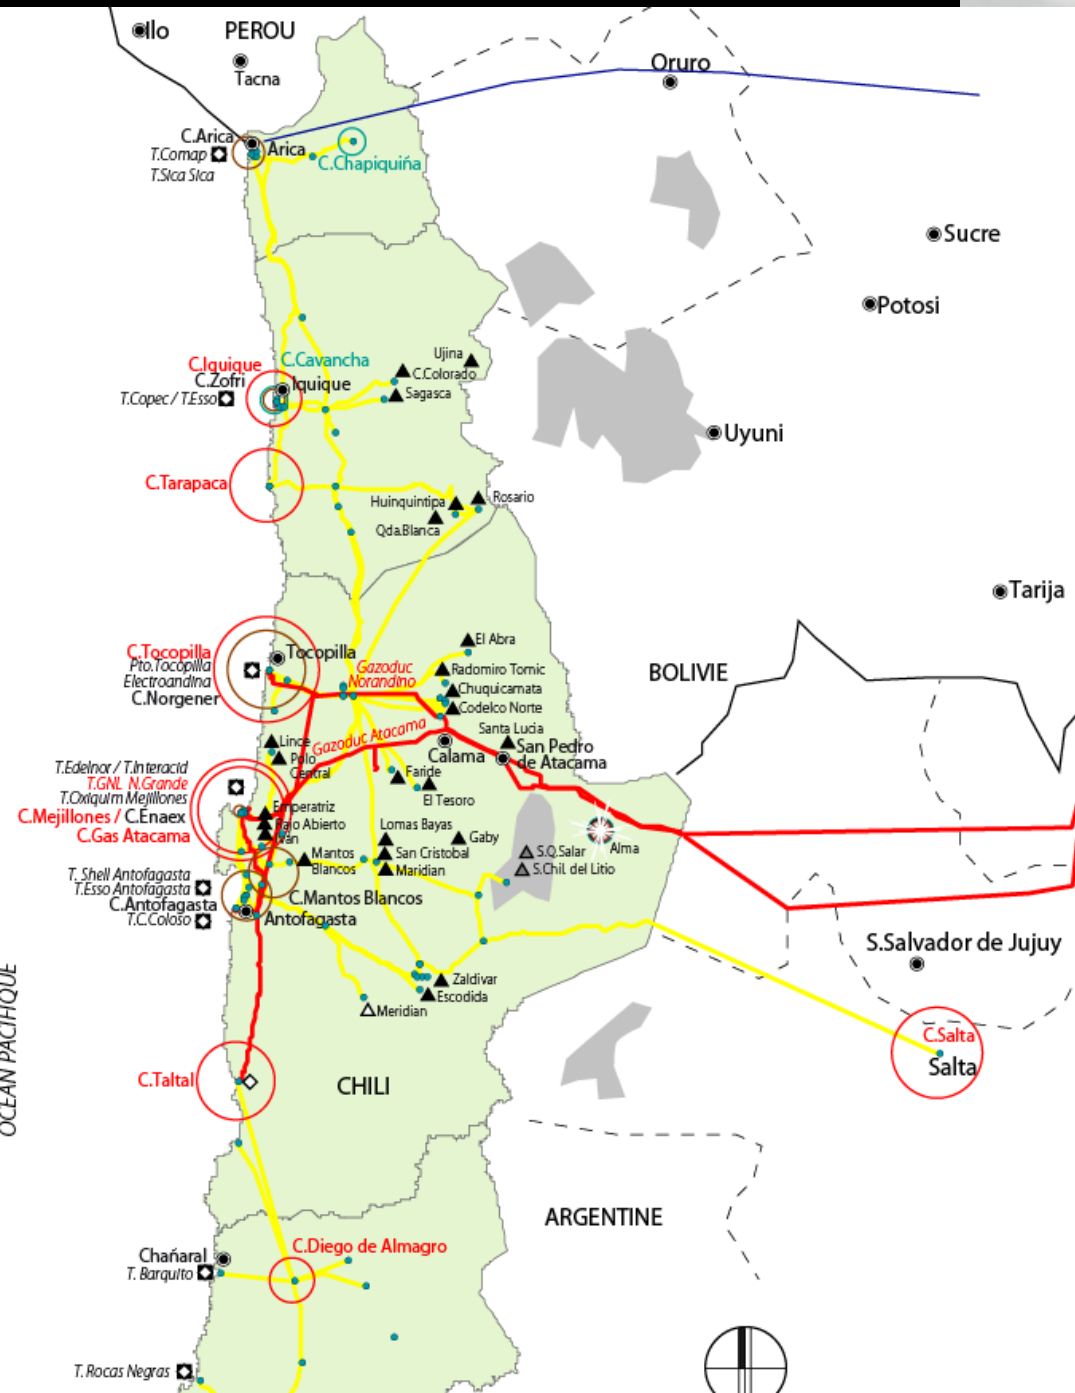 Ilo
PEROU
Tacna
Oruro
C.Arica
Arica
T.Comap
T.Sica Sica
C.Chapiquiña
Sucre
Potosi
C.Iquique
C.Cavancha
Ujina
C.Colorado
C.Zofri
Iquique
Sagasca
T.Copec / T.Esso
Uyuni
C.Tarapaca
Huinquintipa
Rosario
Qda.Blanca
Tarija
El Abra
C.Tocopilla
Tocopilla
Pto.Tocopilla
Electroandina
C.Norgener
Gazoduc
Norandino
Radomiro Tomic
Chuquicamata
Codelco Norte
BOLIVIE
Santa Lucia
Gazoduc Atacama
Lince
Polo
Central
Calama
San Pedro
de Atacama
T.Edelnor / T.Interacid
T.GNL N.Grande
T.Oxiquim Mejillones
C.Mejillones / C.Enaex
C.Gas Atacama
Faride
El Tesoro
Emperatriz
Bajo Abierto
Ivan
Lomas Bayas
Gaby
Alma
San Cristobal
Meridian
S.Q.Salar
S.Chil. del Litio
Mantos
Blancos
T. Shell Antofagasta
T.Esso Antofagasta
C.Antofagasta
T.C.Coloso
C.Mantos Blancos
Antofagasta
S.Salvador de Jujuy
Zaldivar
Escodida
Meridian
OCEAN PACIFIQUE
C.Salta
Salta
C.Taltal
CHILI
ARGENTINE
C.Diego de Almagro
Chañaral
T. Barquito
T. Rocas Negras